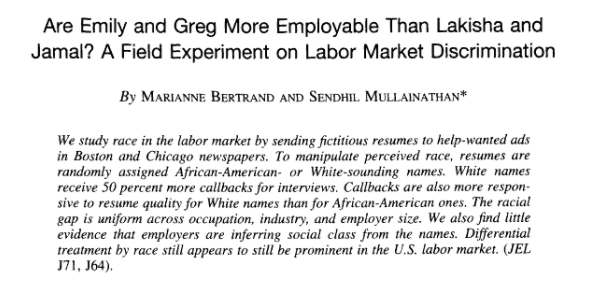 Are Emily and Greg More Employable Than Lakisha and
Jamal? A Field Experiment on Labor Market Discrimination
By MARIANNE BERTRAND AND SENDHIL MULLAINATHAN*
We study race in the labor market by sending fictitious resumes to help-wanted ads
in Boston and Chicago newspapers. To manipulate perceived race, resumes are
randomly assigned African-American- or White-sounding names. White names
receive 50 percent more callbacks for interviews. Callbacks are also more respon-
sive to resume quality for White names than for African-American ones. The racial
gap is uniform across occupation, industry, and employer size. We also find little
evidence that employers are inferring social class from the names. Differential
treatment by race still appears to still be prominent in the U.S. labor market. (JEL
J71, J64).